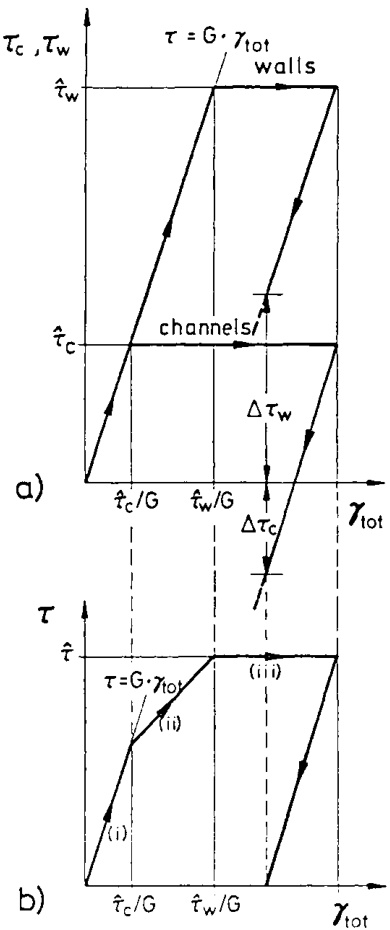 τc , τw
τ = G · γtot
walls
τ̂w
channels
τ̂c
Δτw
a)
τ̂c/G
τ̂w/G
Δτc
γtot
τ
τ̂
(iii)
τ=G·γtot
(ii)
(i)
b)
τ̂c/G
τ̂w/G
γtot